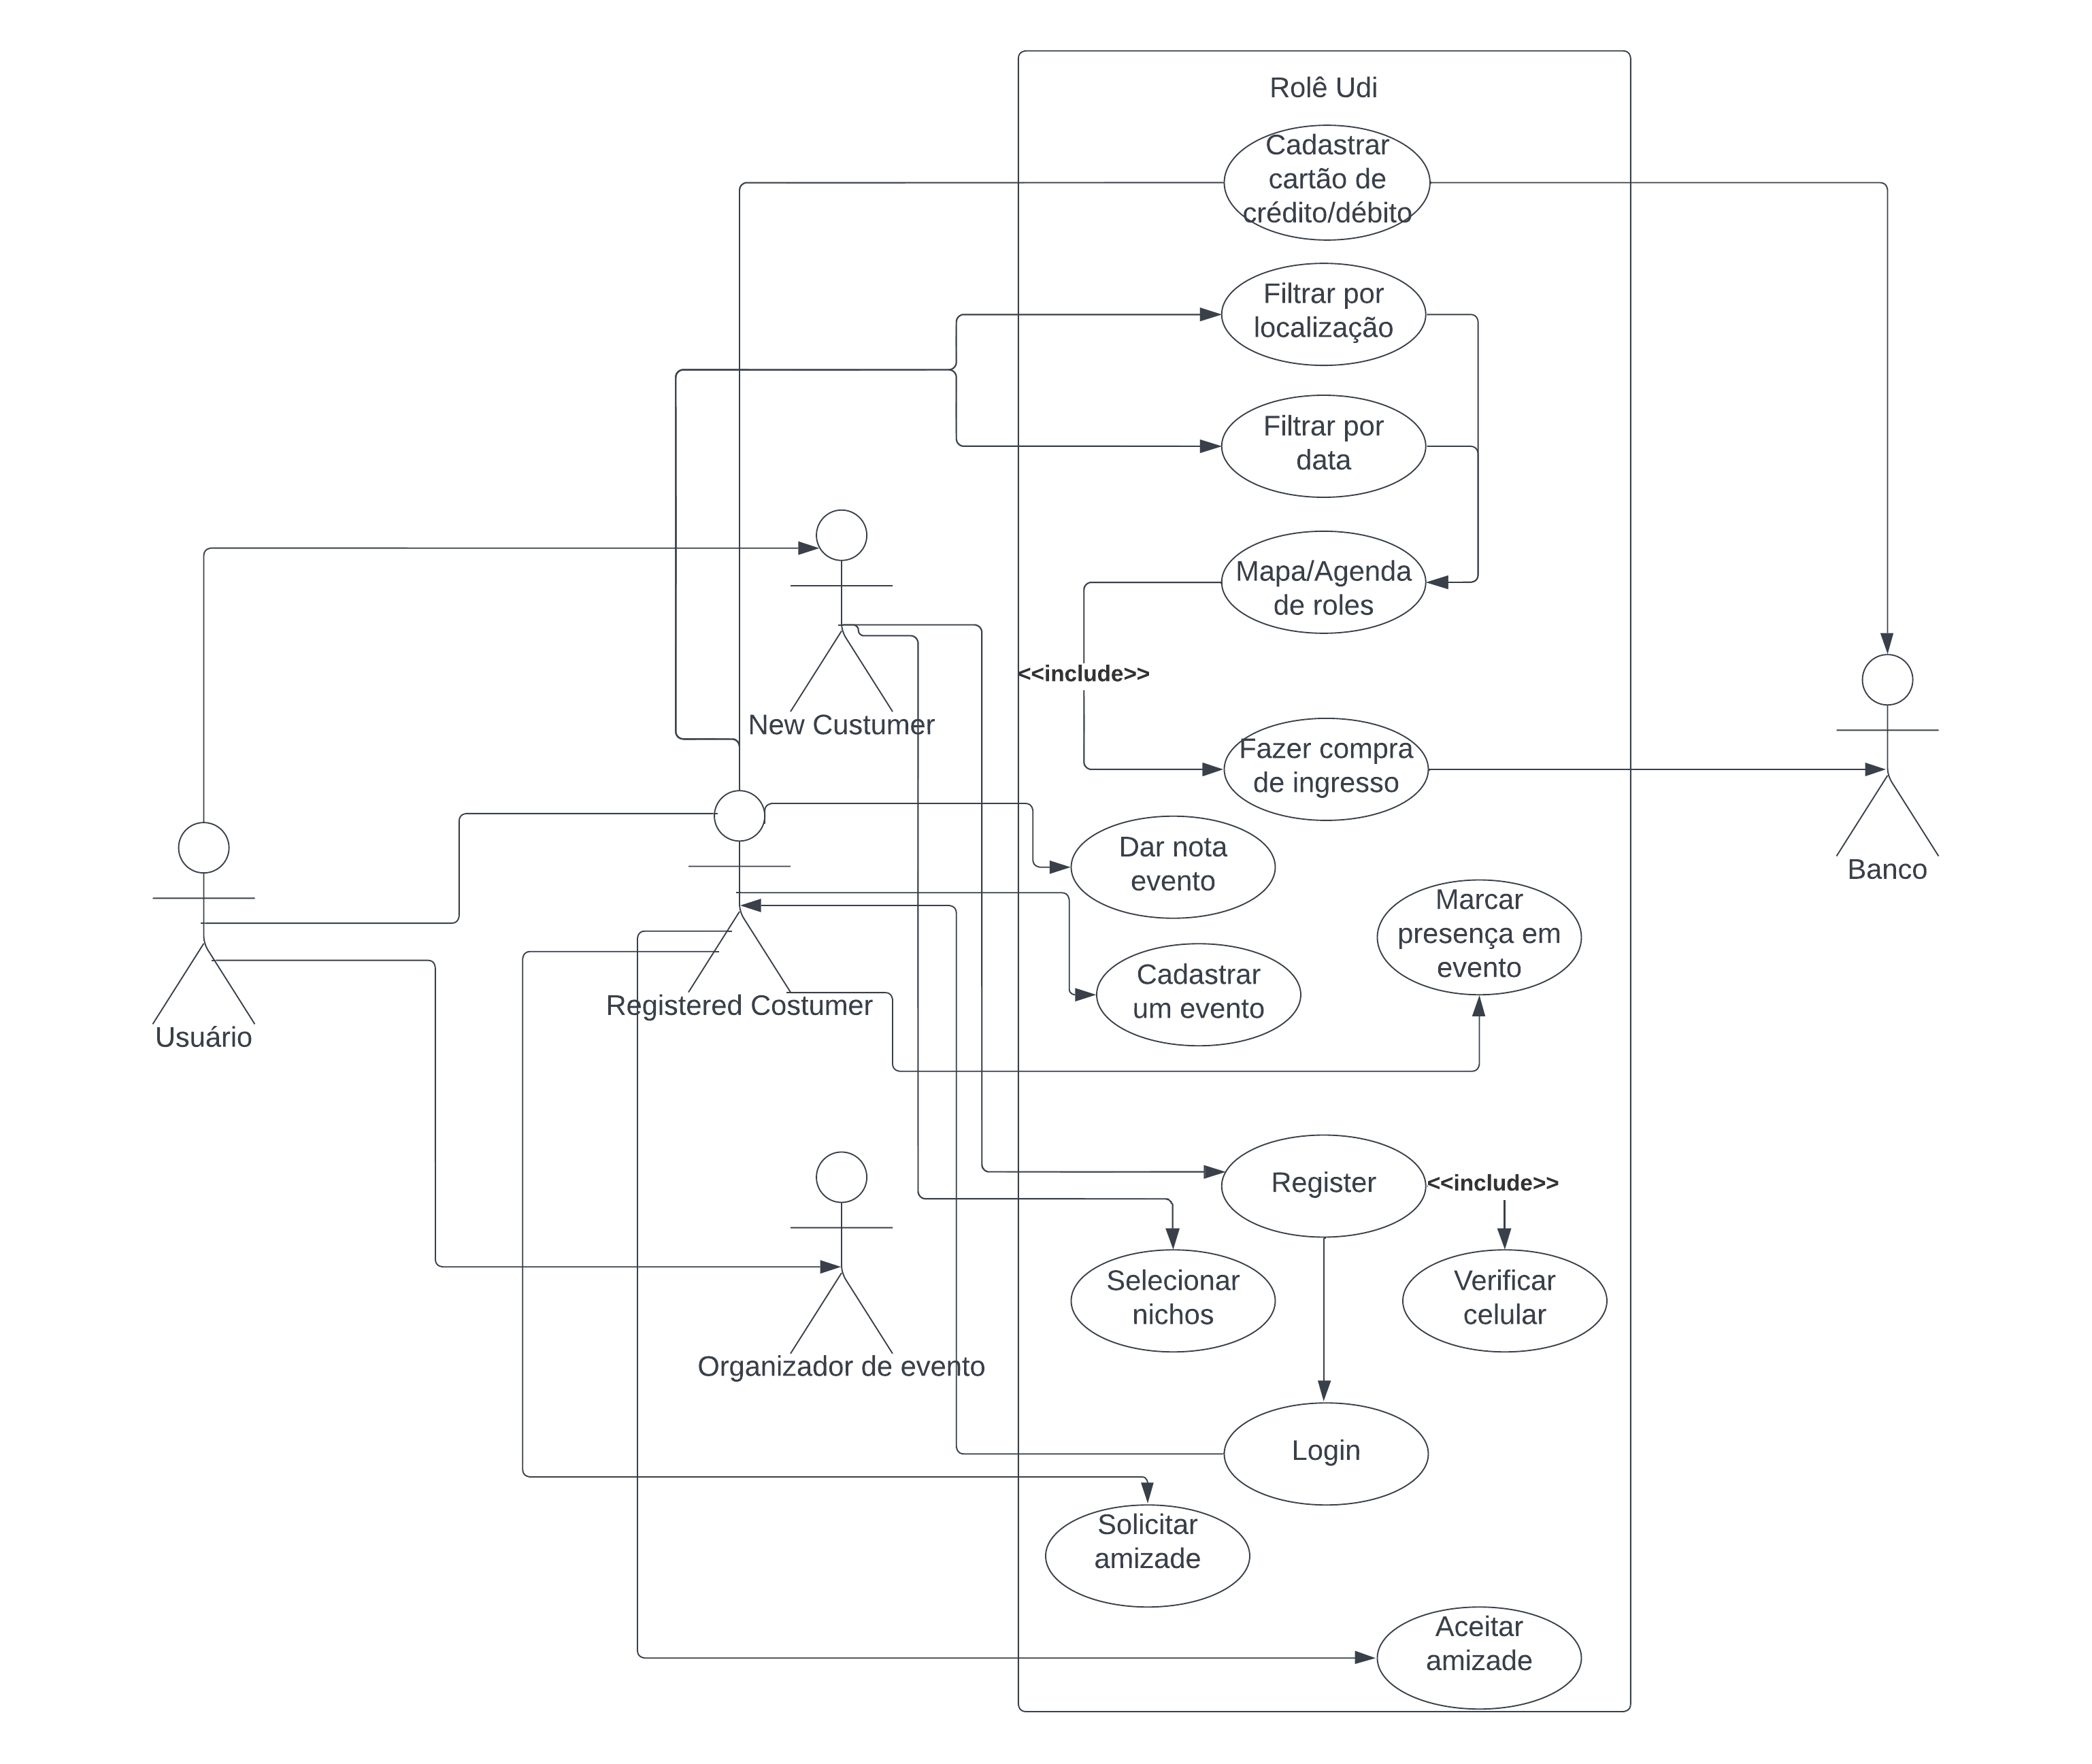 Rolê Udi
Cadastrar
cartão de
crédito/débito
Filtrar por
localização
Filtrar por
data
Mapa/Agenda
de roles
<<include>>
New Custumer
Fazer compra
de ingresso
Dar nota
evento
Banco
Marcar
presença em
evento
Cadastrar
um evento
Registered Costumer
Usuário
Register
<<include>>
Selecionar
nichos
Verificar
celular
Organizador de evento
Login
Solicitar
amizade
Aceitar
amizade